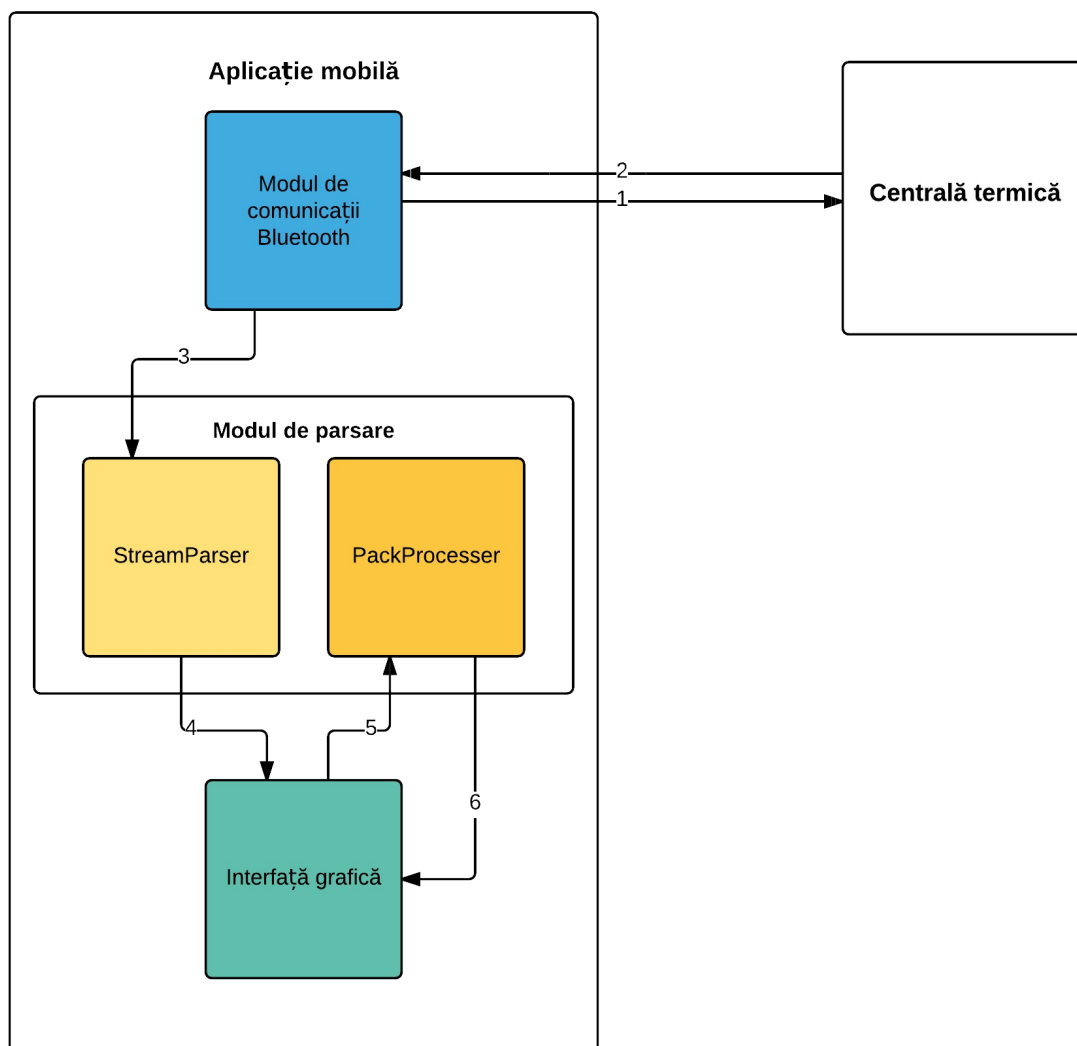 Aplicație mobilă
Modul de
comunicații
Bluetooth
2
1
Centrală termică
3
Modul de parsare
StreamParser
PackProcesser
4
5
6
Interfață grafică